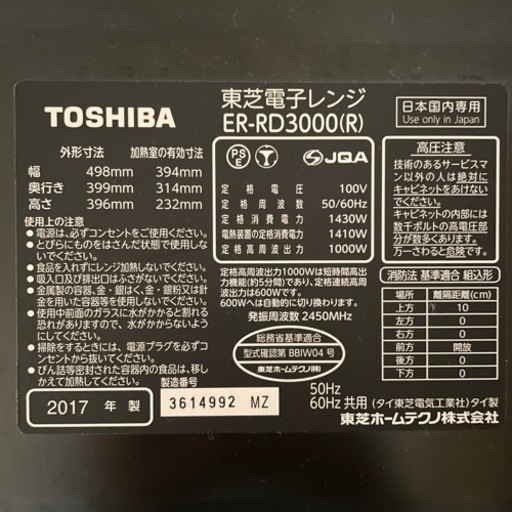 TOSHIBA
東芝電子レンジ
ER-RD3000(R)
日本国内専用
Use only in Japan
外形寸法 加熱室の有効寸法
幅 498mm 394mm
奥行き 399mm 314mm
高さ 396mm 232mm
使用上の注意
●電源は、必ずコンセントをご使用ください。
●とびらにものをはさんだ状態で使用しな
いでください。
●食品を入れずにレンジ加熱しないでください。
●吸入口及び排出口はふさがないでください。
●金属製の容器、金・銀はく、金・銀粉又は針
金を用いた容器等を使用しないでください。
●使用中前面のガラスに水がかかると割れる
恐れがありますので、水がかからないように
してください。
●掃除をするときには、電源プラグを必ずコ
ンセントから抜いてください。
●びん詰等密封された容器内の食品は、移し
かえて加熱してください。
2017 年 製
製造番号
3614992 MZ
PS
E
JQA
定格電圧 100V
定格周波数 50/60Hz
定格消費電力 1430W
電熱装置の定格消費電力 1410W
定格高周波出力 1000W
定格高周波出力1000Wは短時間高出
力機能(約5分間)であり、定格連続高周
波出力は600Wです。
600Wへは自動的に切り換わります。
発振周波数 2450MHz
総務省基準適合
型式確認第 BBIW04 号
東芝ホームテクノ(株)
高圧注意
技術のあるサービスマ
ン以外の人は絶対に
キャビネットをあけない
でください。
キャビネットの内部には
数千ボルトの高電圧部
分が数多くあります。
万一さわると危険です。
消防法 基準適合 組込形
場所 離隔距離(cm)
上方 10
左方 0
右方 0
前方 開放
後方 0
下方 0
50Hz
60Hz 共用 (タイ東芝電気工業社) タイ製
東芝ホームテクノ株式会社